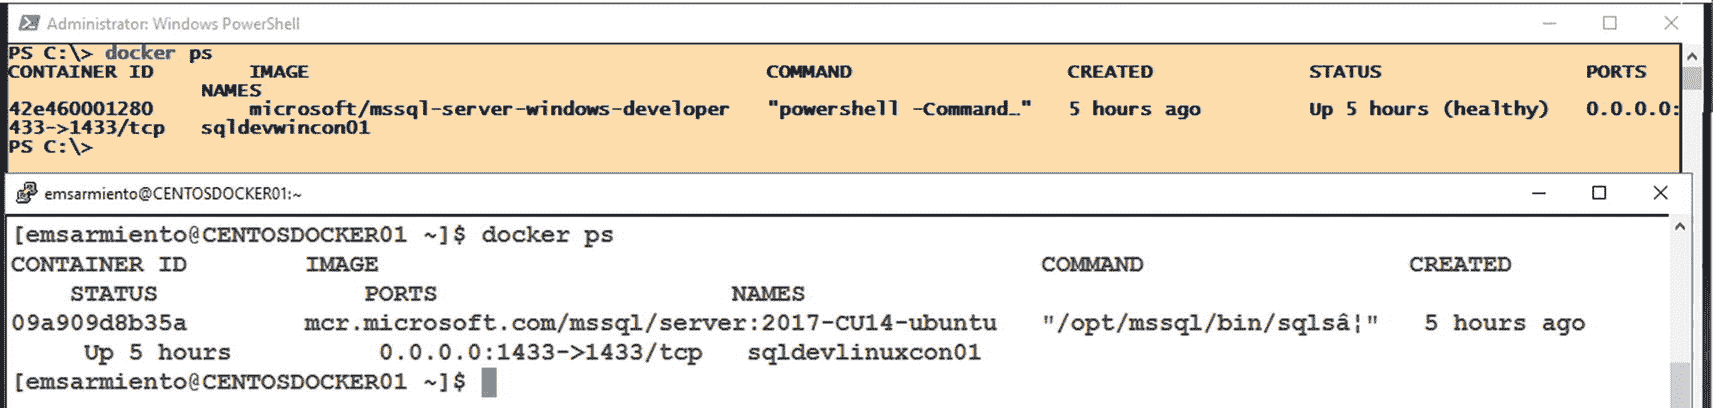 Administrator: Windows PowerShell
PS C:\> docker ps
CONTAINER ID        IMAGE                                      COMMAND                  CREATED             STATUS                 PORTS
                NAMES
42e460001280        microsoft/mssql-server-windows-developer   "powershell -Command…"   5 hours ago         Up 5 hours (healthy)   0.0.0.0:
433->1433/tcp   sqldevwincon01
PS C:\>
emsarmiento@CENTOSDOCKER01:~
[emsarmiento@CENTOSDOCKER01 ~]$ docker ps
CONTAINER ID        IMAGE                                             COMMAND                  CREATED
    STATUS              PORTS                    NAMES
09a909d8b35a        mcr.microsoft.com/mssql/server:2017-CU14-ubuntu   "/opt/mssql/bin/sqlsâ¦"   5 hours ago
     Up 5 hours          0.0.0.0:1433->1433/tcp   sqldevlinuxcon01
[emsarmiento@CENTOSDOCKER01 ~]$